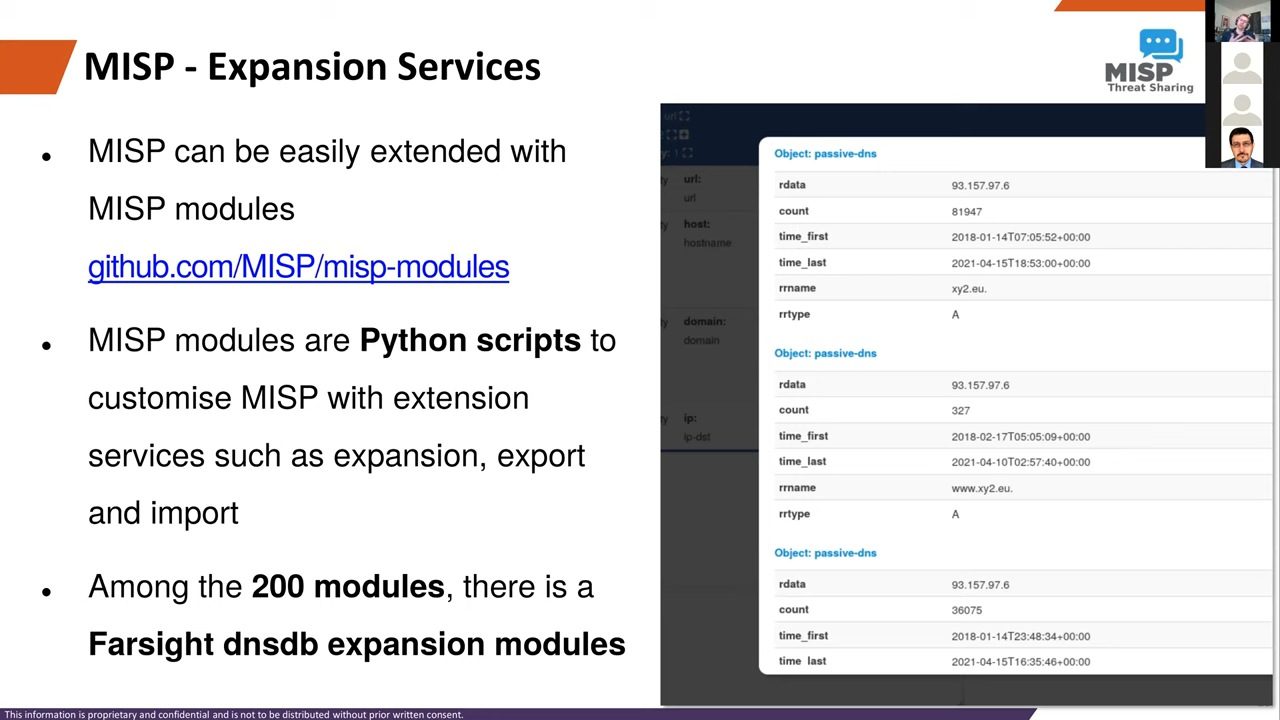 MISP - Expansion Services
MISP
Threat Sharing
• MISP can be easily extended with
MISP modules
github.com/MISP/misp-modules
• MISP modules are Python scripts to
customise MISP with extension
services such as expansion, export
and import
• Among the 200 modules, there is a
Farsight dnsdb expansion modules
url
y: 1
ty url:
url
ty host:
hostname
ty domain:
domain
ty ip:
ip-dst
Object: passive-dns
rdata 93.157.97.6
count 81947
time_first 2018-01-14T07:05:52+00:00
time_last 2021-04-15T18:53:00+00:00
rrname xy2.eu.
rrtype A
Object: passive-dns
rdata 93.157.97.6
count 327
time_first 2018-02-17T05:05:09+00:00
time_last 2021-04-10T02:57:40+00:00
rrname www.xy2.eu.
rrtype A
Object: passive-dns
rdata 93.157.97.6
count 36075
time_first 2018-01-14T23:48:34+00:00
time_last 2021-04-15T16:35:46+00:00
This information is proprietary and confidential and is not to be distributed without prior written consent.